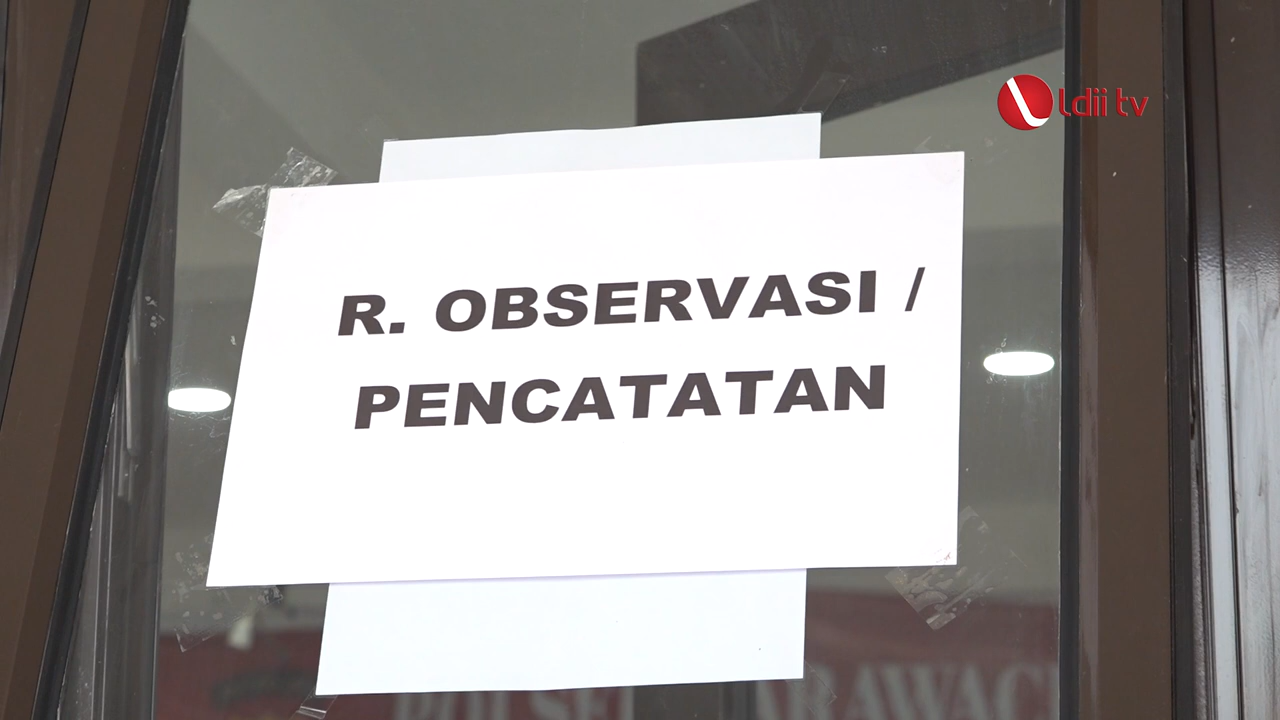 ldii tv
R. OBSERVASI /
PENCATATAN